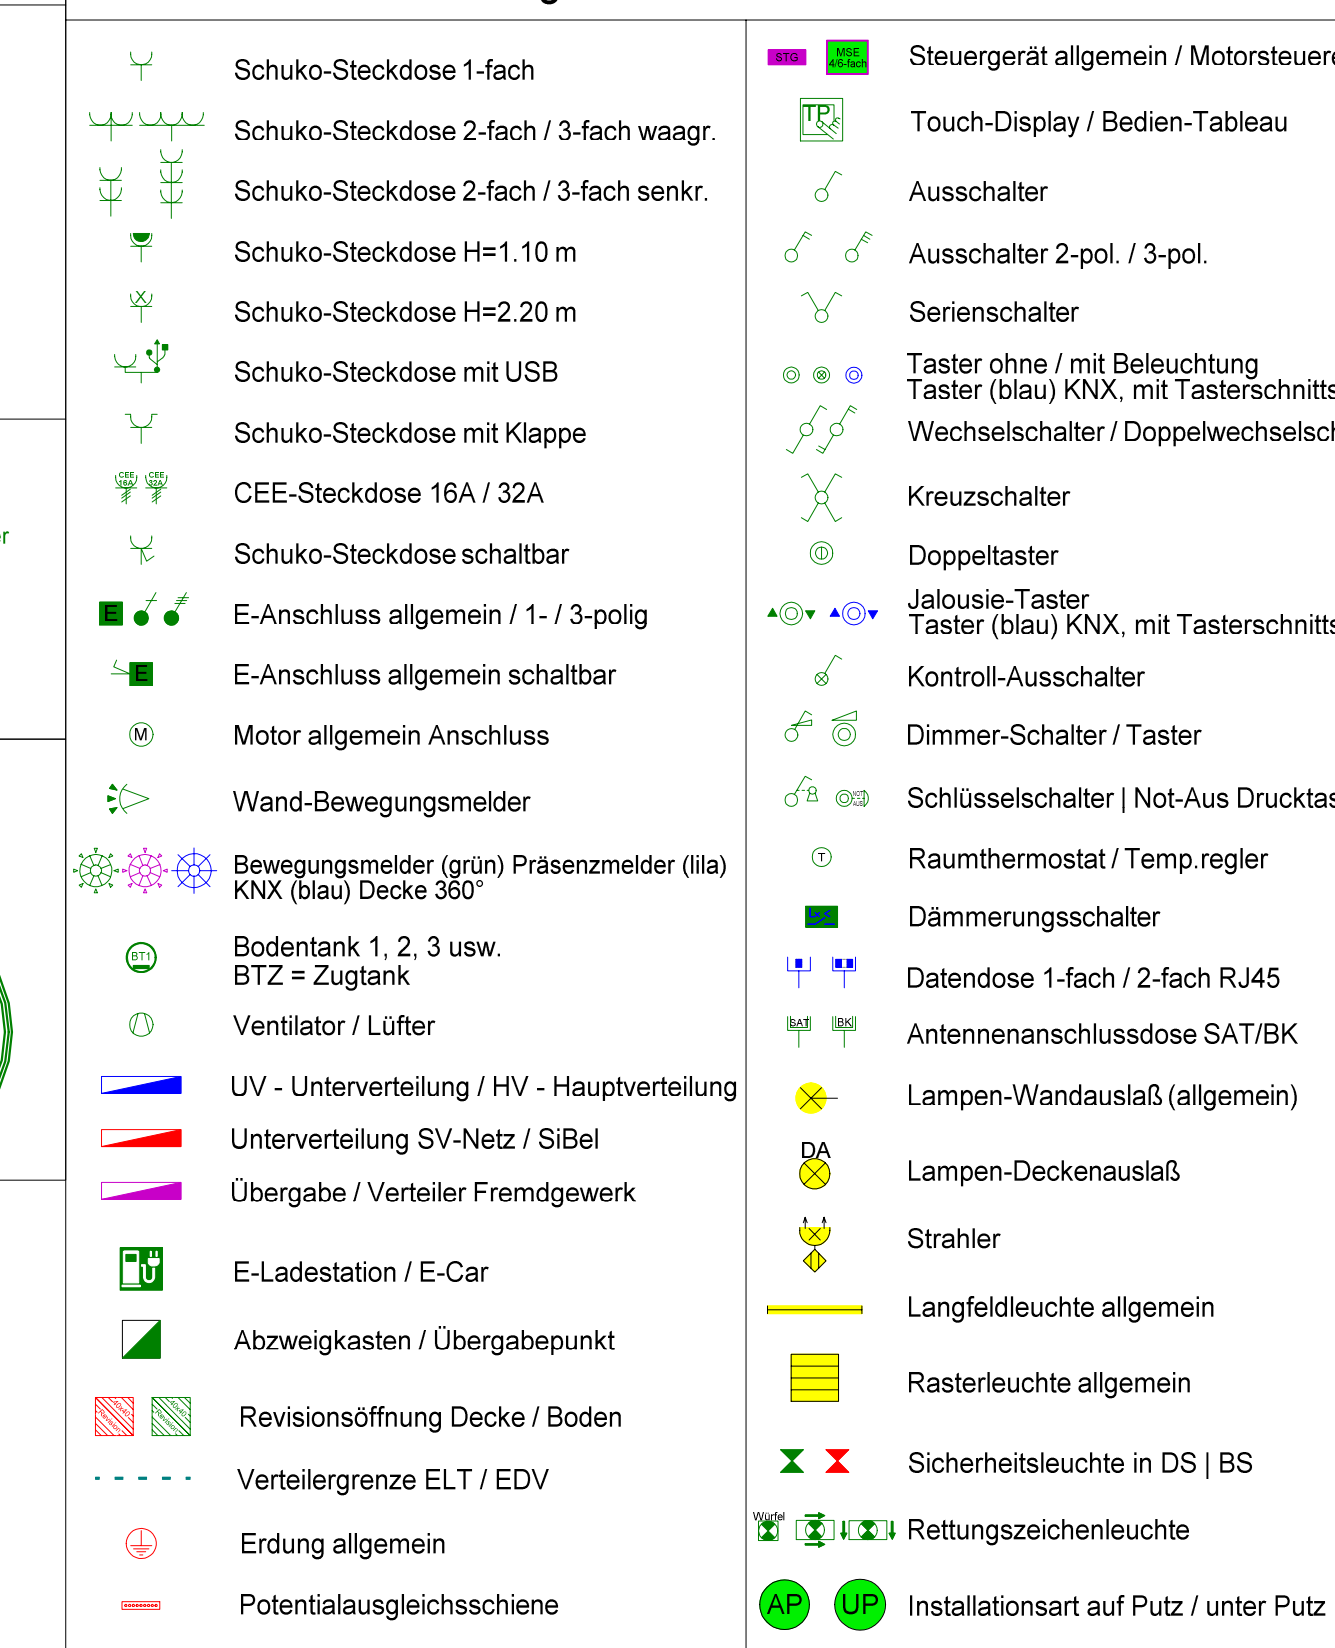 Schuko-Steckdose 1-fach
Schuko-Steckdose 2-fach / 3-fach waagr.
Schuko-Steckdose 2-fach / 3-fach senkr.
Schuko-Steckdose H=1.10 m
X
Schuko-Steckdose H=2.20 m
Schuko-Steckdose mit USB
Schuko-Steckdose mit Klappe
CEE 16A CEE 32A
CEE-Steckdose 16A / 32A
Schuko-Steckdose schaltbar
E
E-Anschluss allgemein / 1- / 3-polig
E
E-Anschluss allgemein schaltbar
M
Motor allgemein Anschluss
Wand-Bewegungsmelder
Bewegungsmelder (grün) Präsenzmelder (lila)
KNX (blau) Decke 360°
BT1
Bodentank 1, 2, 3 usw.
BTZ = Zugtank
Ventilator / Lüfter
UV - Unterverteilung / HV - Hauptverteilung
Unterverteilung SV-Netz / SiBel
Übergabe / Verteiler Fremdgewerk
E-Ladestation / E-Car
Abzweigkasten / Übergabepunkt
40x40 Revision 40x40 Revision
Revisionsöffnung Decke / Boden
Verteilergrenze ELT / EDV
Erdung allgemein
Potentialausgleichsschiene
STG MSE 4/6-fach
Steuergerät allgemein / Motorsteuere
TP
Touch-Display / Bedien-Tableau
Ausschalter
Ausschalter 2-pol. / 3-pol.
Serienschalter
Taster ohne / mit Beleuchtung
Taster (blau) KNX, mit Tasterschnitts
Wechselschalter / Doppelwechselsch
Kreuzschalter
Doppeltaster
Jalousie-Taster
Taster (blau) KNX, mit Tasterschnitts
Kontroll-Ausschalter
Dimmer-Schalter / Taster
NOT AUS
Schlüsselschalter | Not-Aus Drucktas
T
Raumthermostat / Temp.regler
Lx <
Dämmerungsschalter
Datendose 1-fach / 2-fach RJ45
SAT BK
Antennenanschlussdose SAT/BK
Lampen-Wandauslaß (allgemein)
DA
Lampen-Deckenauslaß
Strahler
Langfeldleuchte allgemein
Rasterleuchte allgemein
Sicherheitsleuchte in DS | BS
Würfel
Rettungszeichenleuchte
AP UP
Installationsart auf Putz / unter Putz